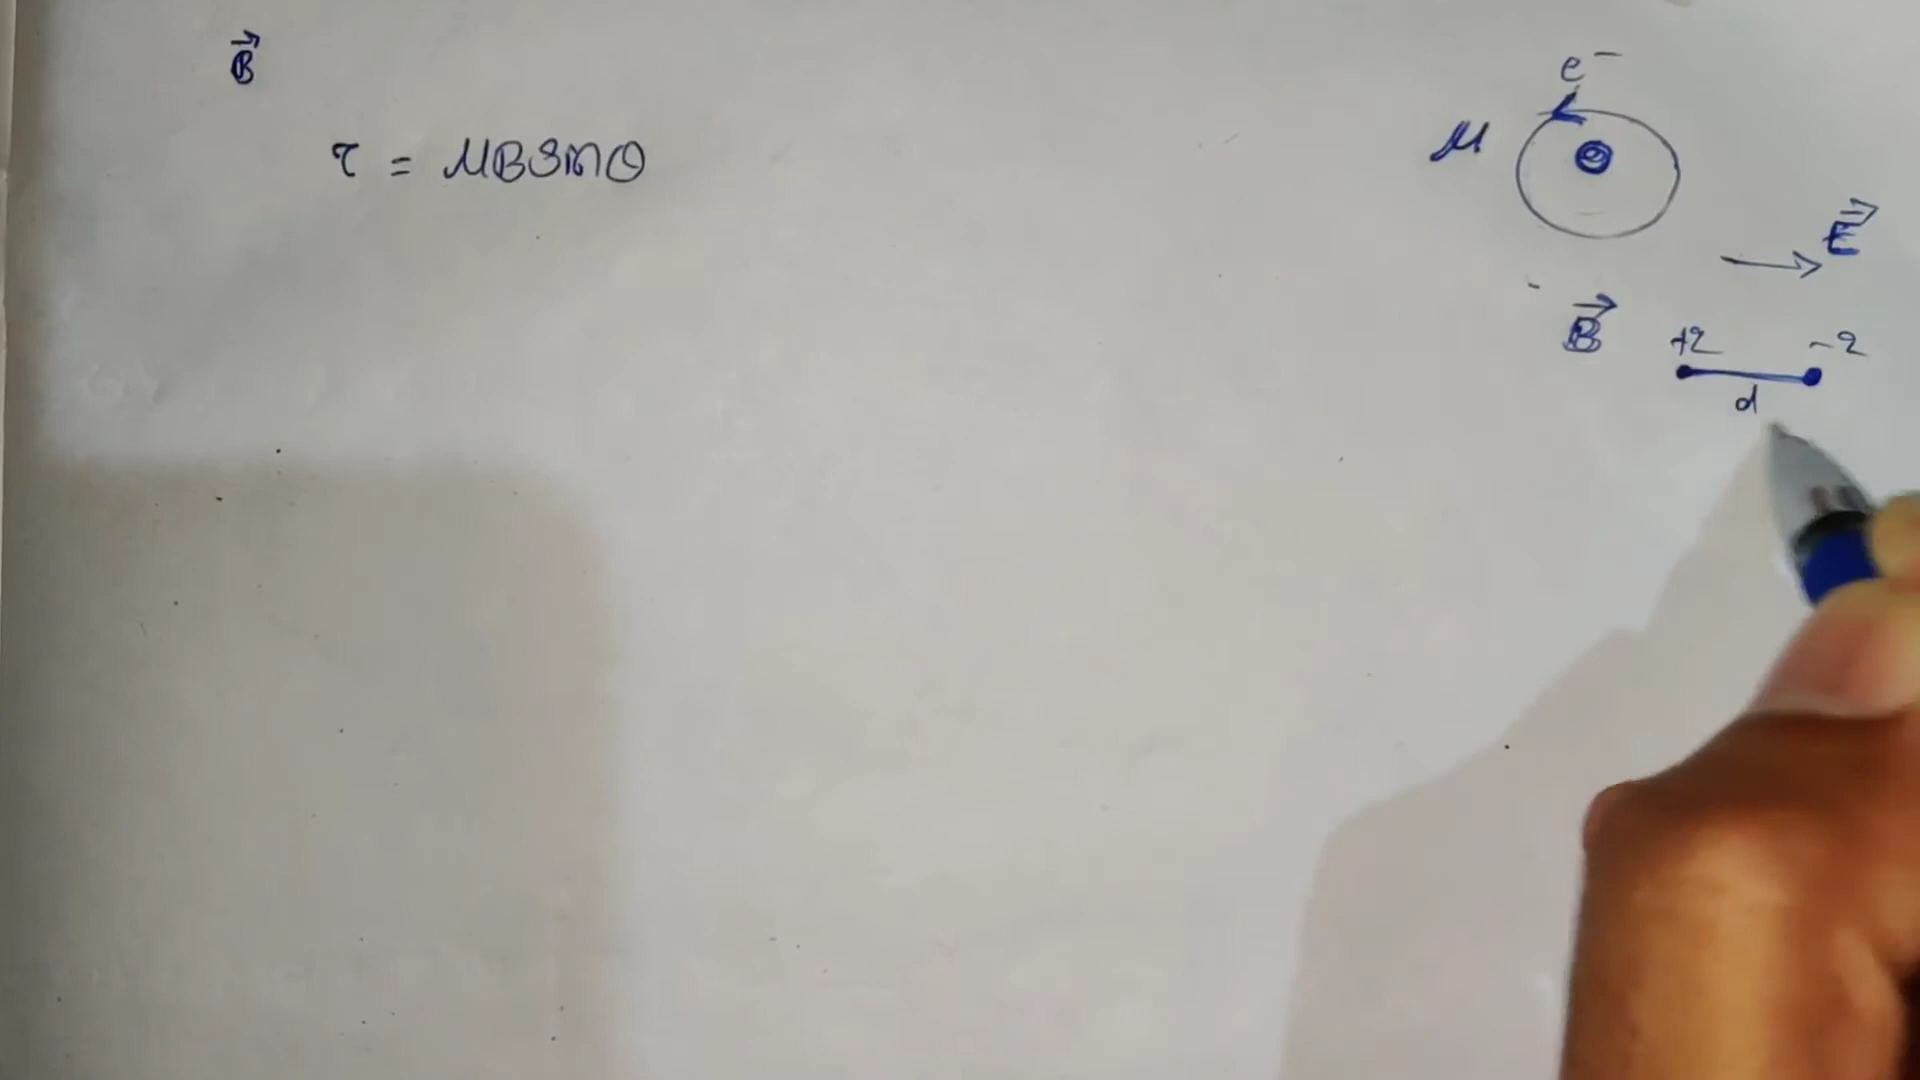 B⃗
τ = μBSinθ
e⁻
μ
E⃗
B⃗
+q -q
d